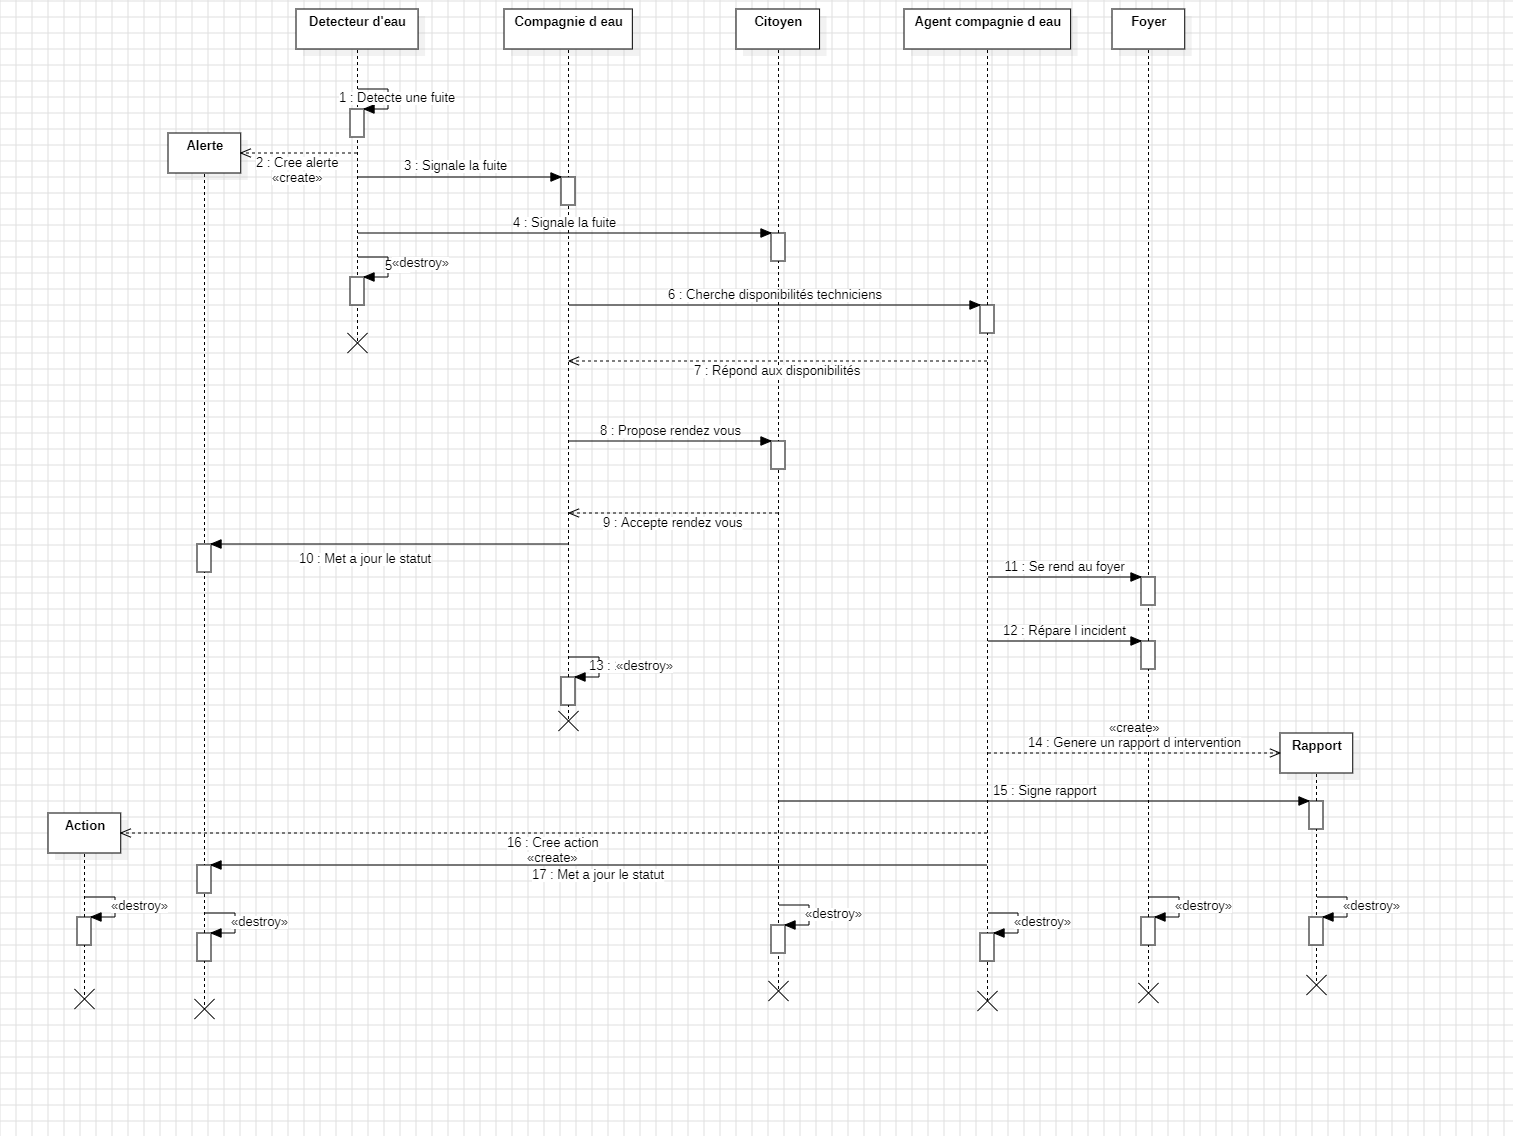 Detecteur d'eau
Compagnie d eau
Citoyen
Agent compagnie d eau
Foyer
1 : Detecte une fuite
Alerte
2 : Cree alerte
«create»
3 : Signale la fuite
4 : Signale la fuite
5 «destroy»
6 : Cherche disponibilités techniciens
7 : Répond aux disponibilités
8 : Propose rendez vous
9 : Accepte rendez vous
10 : Met a jour le statut
11 : Se rend au foyer
12 : Répare l incident
13 : «destroy»
«create»
14 : Genere un rapport d intervention
Rapport
15 : Signe rapport
Action
16 : Cree action
«create»
17 : Met a jour le statut
«destroy»
«destroy»
«destroy»
«destroy»
«destroy»
«destroy»